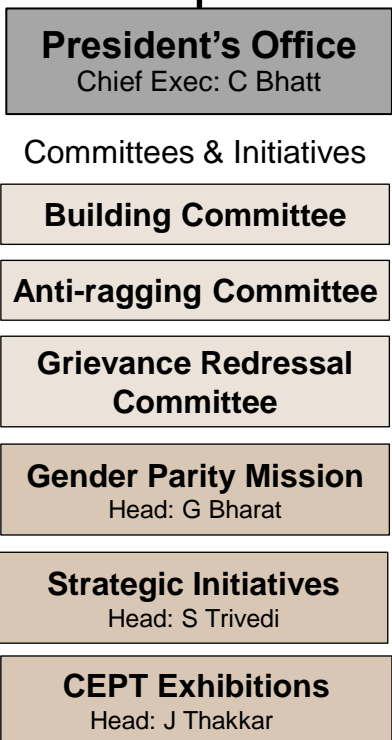 President’s Office
Chief Exec: C Bhatt
Committees & Initiatives
Building Committee
Anti-ragging Committee
Grievance Redressal
Committee
Gender Parity Mission
Head: G Bharat
Strategic Initiatives
Head: S Trivedi
CEPT Exhibitions
Head: J Thakkar